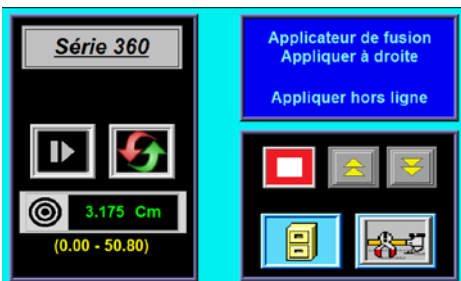 Série 360
3.175 Cm
(0.00 - 50.80)
Applicateur de fusion
Appliquer à droite
Appliquer hors ligne